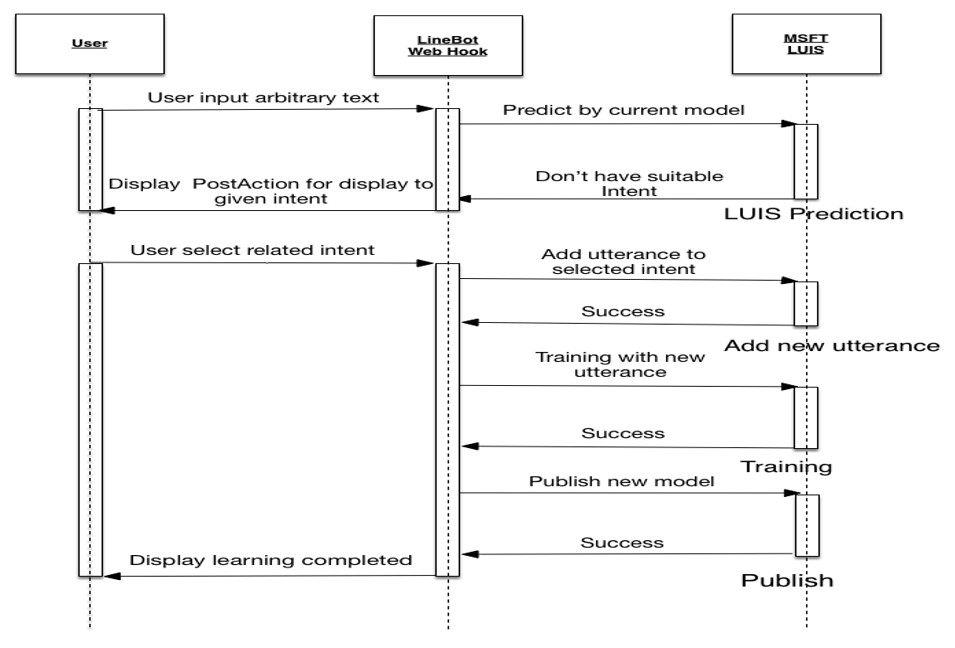 User
LineBot
Web Hook
MSFT
LUIS
User input arbitrary text
Predict by current model
Don't have suitable
Intent
Display PostAction for display to
given intent
LUIS Prediction
User select related intent
Add utterance to
selected intent
Success
Add new utterance
Training with new
utterance
Success
Training
Publish new model
Success
Display learning completed
Publish